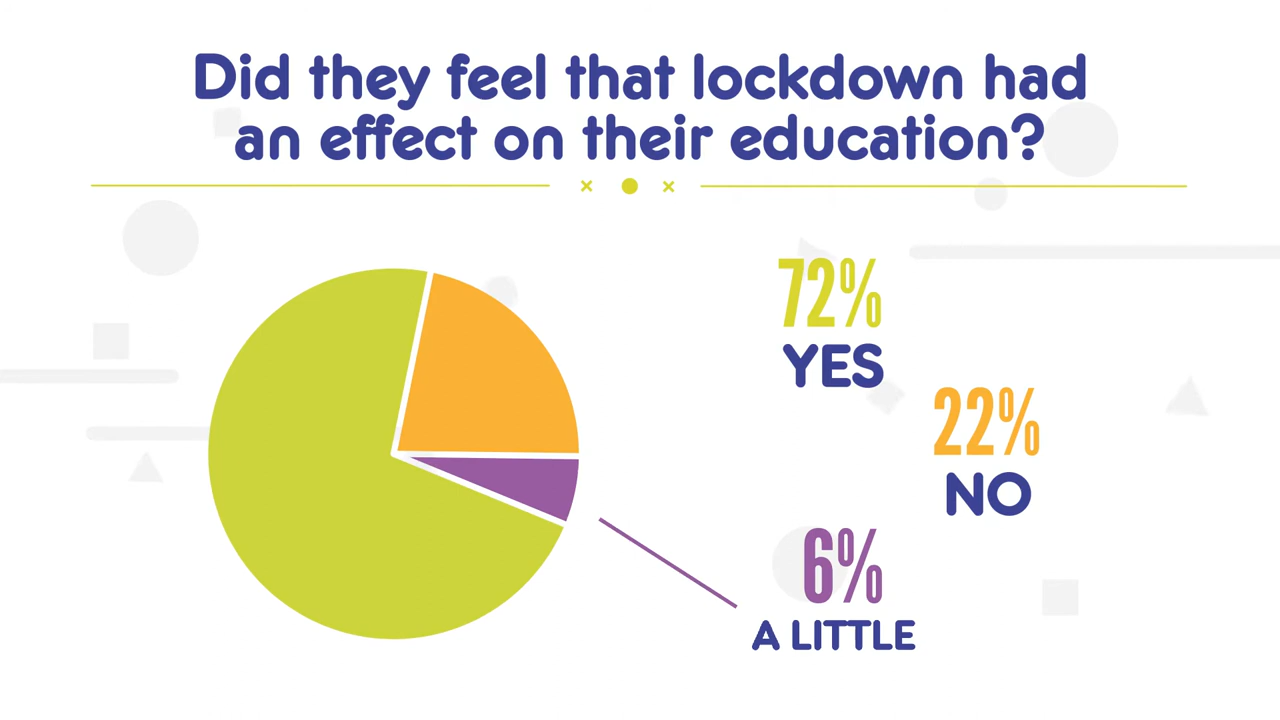 Did they feel that lockdown had
an effect on their education?
72%
YES
22%
NO
6%
A LITTLE